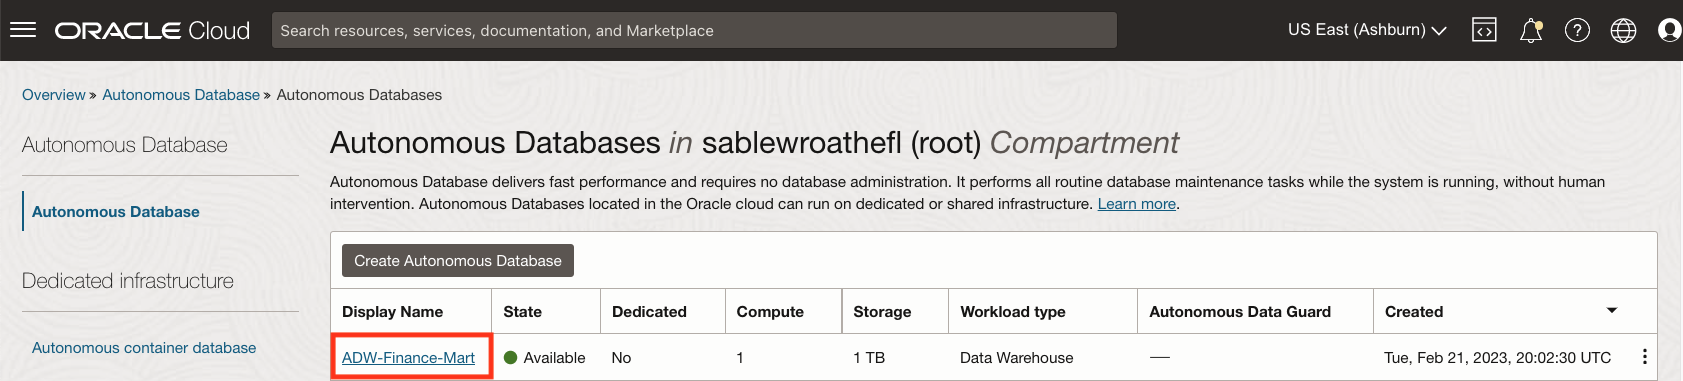 ORACLE Cloud
Search resources, services, documentation, and Marketplace
US East (Ashburn)
Overview » Autonomous Database » Autonomous Databases
Autonomous Database
Autonomous Database
Dedicated infrastructure
Autonomous container database
Autonomous Databases in sablewroathefl (root) Compartment
Autonomous Database delivers fast performance and requires no database administration. It performs all routine database maintenance tasks while the system is running, without human
intervention. Autonomous Databases located in the Oracle cloud can run on dedicated or shared infrastructure. Learn more.
Create Autonomous Database
Display Name State Dedicated Compute Storage Workload type Autonomous Data Guard Created
ADW-Finance-Mart Available No 1 1 TB Data Warehouse — Tue, Feb 21, 2023, 20:02:30 UTC